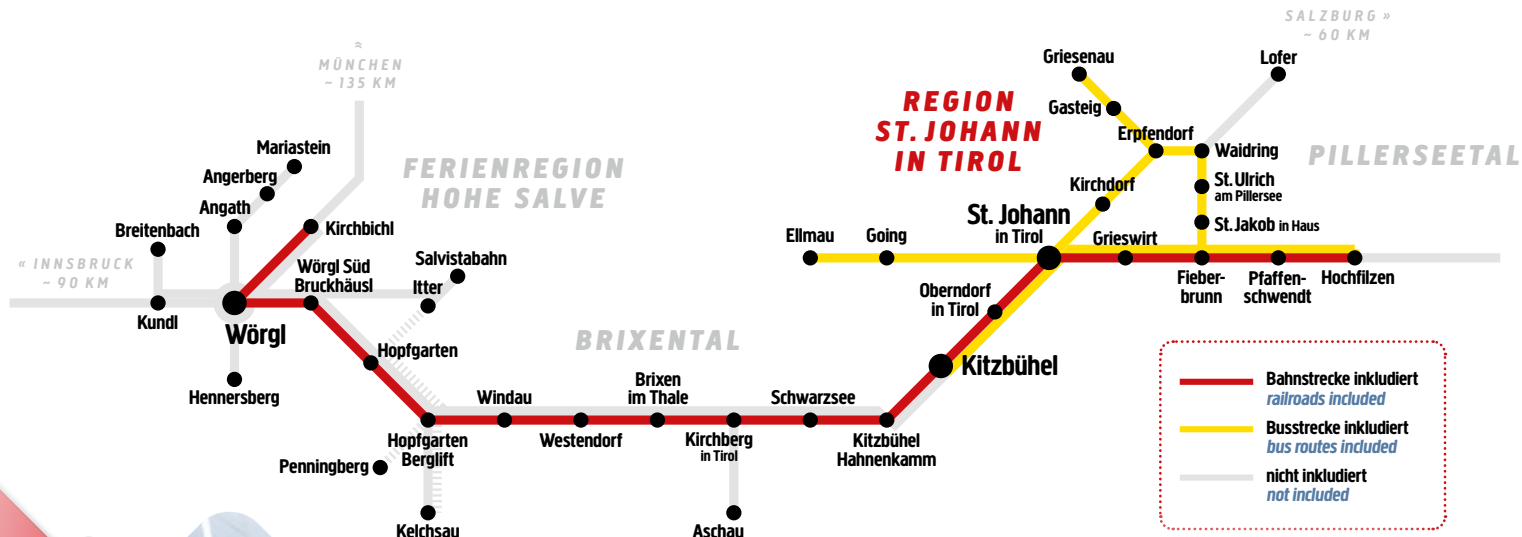 SALZBURG »
~ 60 KM
Griesenau
Lofer
MÜNCHEN
~ 135 KM
REGION
ST. JOHANN
IN TIROL
Gasteig
Erpfendorf
Waidring
PILLERSEETAL
Mariastein
Angerberg
Angath
FERIENREGION
HOHE SALVE
Kirchdorf
St. Ulrich
am Pillersee
St. Jakob in Haus
Breitenbach
Kirchbichl
St. Johann
in Tirol
Grieswirt
Ellmau
Going
« INNSBRUCK
~ 90 KM
Wörgl Süd
Bruckhäusl
Salvistabahn
Itter
Fieber-
brunn
Pfaffen-
schwendt
Hochfilzen
Oberndorf
in Tirol
Kundl
Wörgl
BRIXENTAL
Hopfgarten
Kitzbühel
Hennersberg
Windau
Brixen
im Thale
Schwarzsee
Hopfgarten
Berglift
Westendorf
Kirchberg
in Tirol
Kitzbühel
Hahnenkamm
Penningberg
Kelchsau
Aschau
Bahnstrecke inkludiert
railroads included
Busstrecke inkludiert
bus routes included
nicht inkludiert
not included